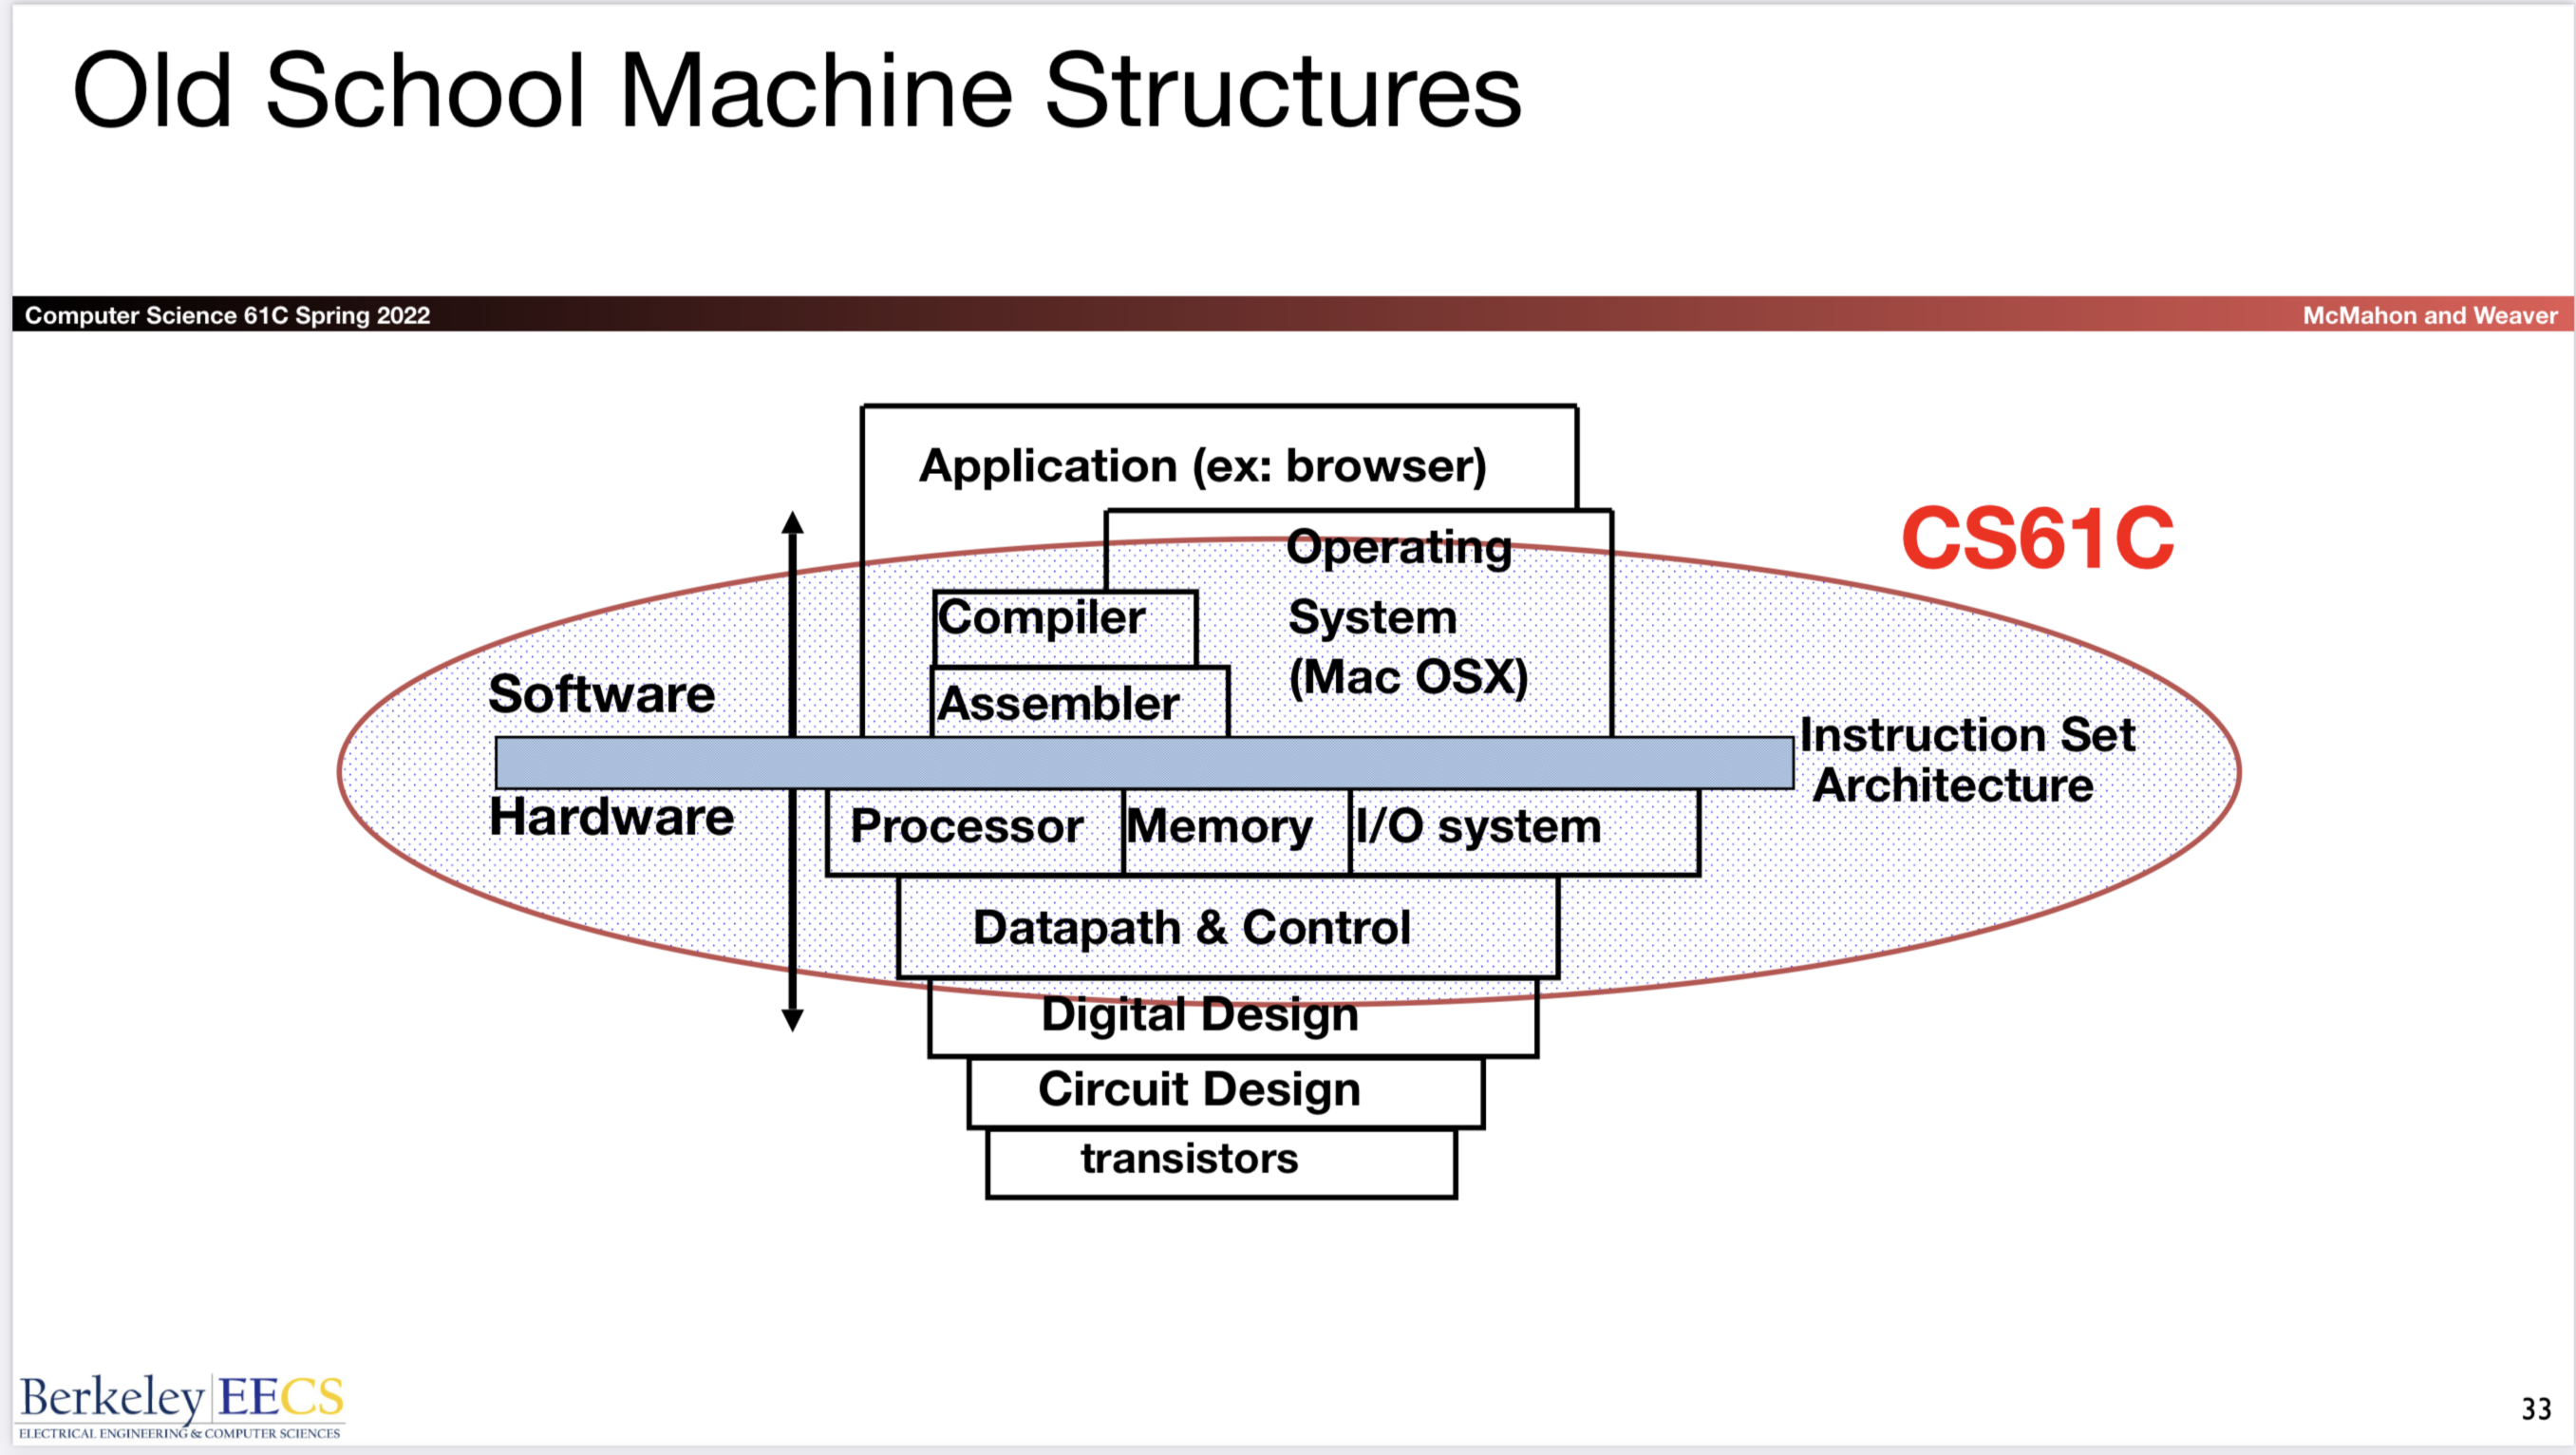 Old School Machine Structures
Computer Science 61C Spring 2022
McMahon and Weaver
Application (ex: browser)
CS61C
Operating
System
(Mac OSX)
Compiler
Assembler
Software
Instruction Set
Architecture
Hardware
Processor
Memory
I/O system
Datapath & Control
Digital Design
Circuit Design
transistors
Berkeley EECS
ELECTRICAL ENGINEERING & COMPUTER SCIENCES
33